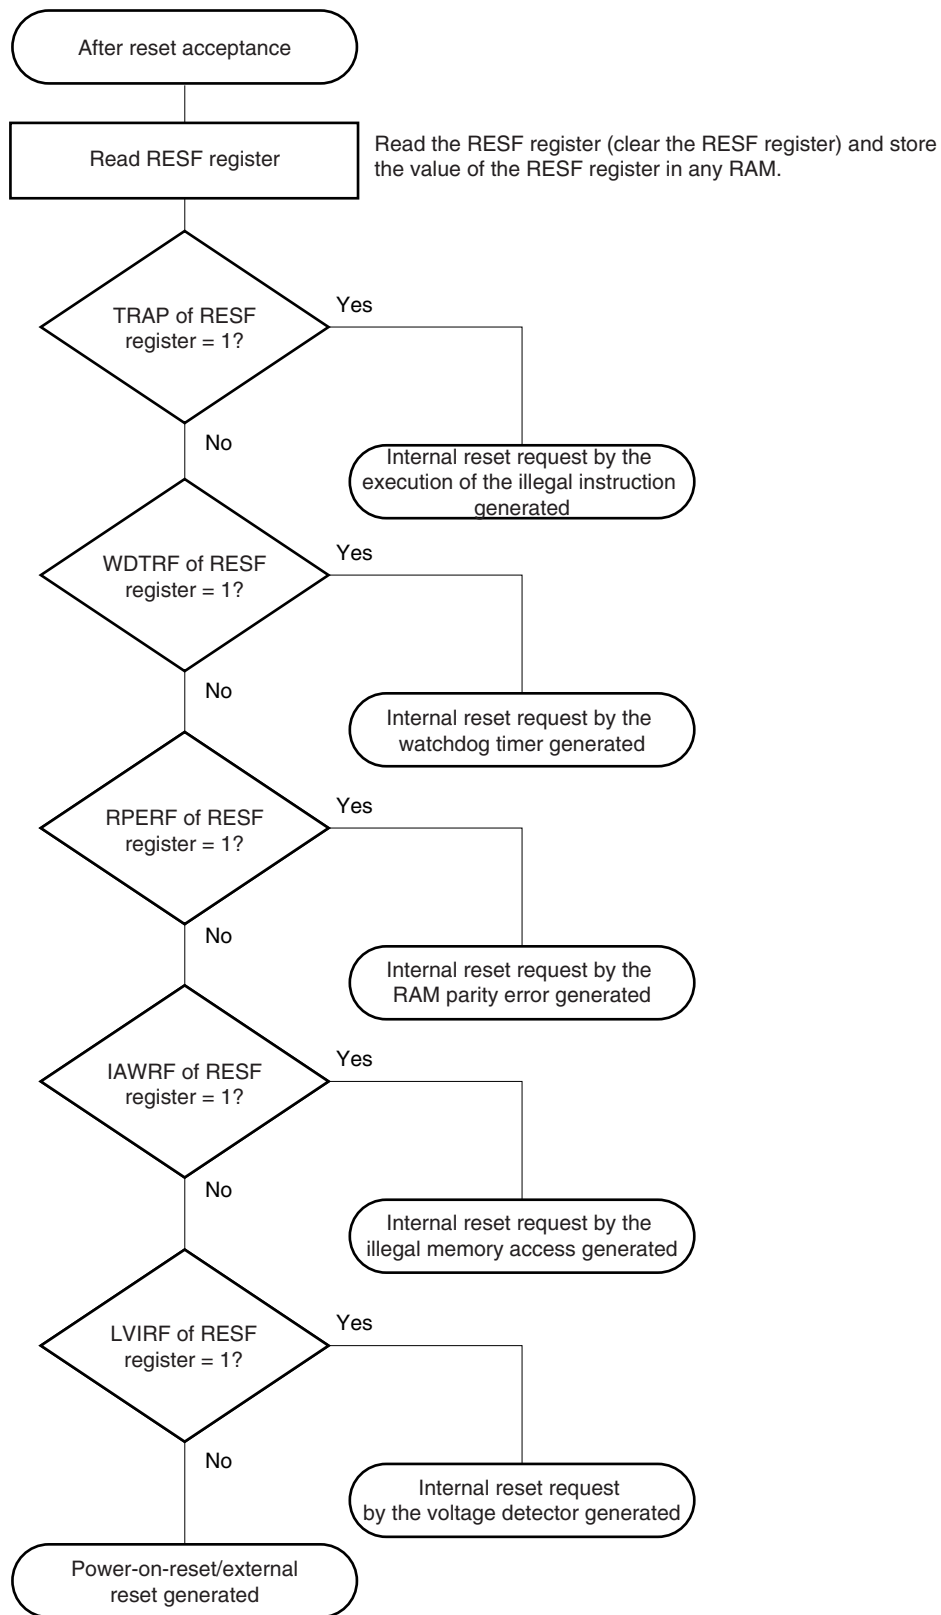 After reset acceptance
Read RESF register
Read the RESF register (clear the RESF register) and store
the value of the RESF register in any RAM.
TRAP of RESF
register = 1?
Yes
No
Internal reset request by the
execution of the illegal instruction
generated
WDTRF of RESF
register = 1?
Yes
No
Internal reset request by the
watchdog timer generated
RPERF of RESF
register = 1?
Yes
No
Internal reset request by the
RAM parity error generated
IAWRF of RESF
register = 1?
Yes
No
Internal reset request by the
illegal memory access generated
LVIRF of RESF
register = 1?
Yes
No
Internal reset request
by the voltage detector generated
Power-on-reset/external
reset generated